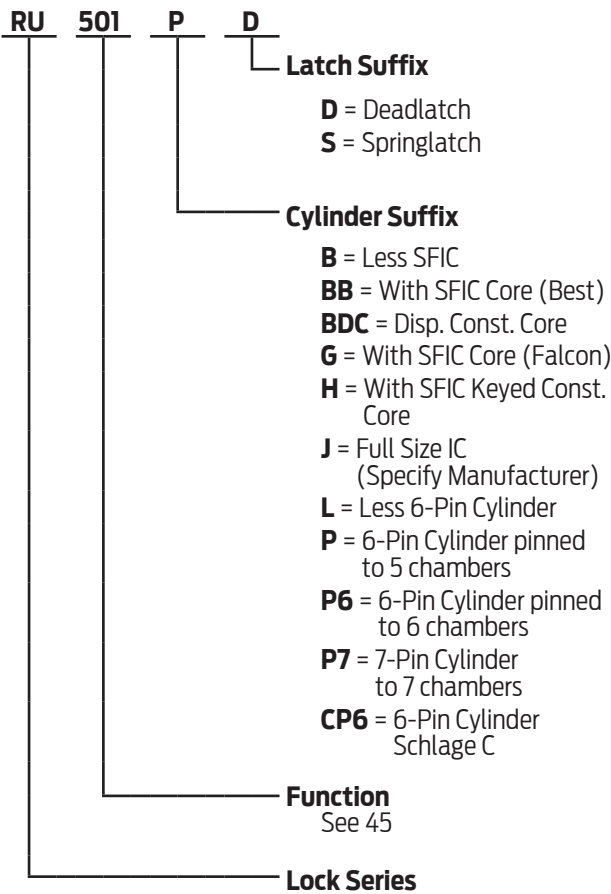 RU 501 P D
Latch Suffix
D = Deadlatch
S = Springlatch
Cylinder Suffix
B = Less SFIC
BB = With SFIC Core (Best)
BDC = Disp. Const. Core
G = With SFIC Core (Falcon)
H = With SFIC Keyed Const.
Core
J = Full Size IC
(Specify Manufacturer)
L = Less 6-Pin Cylinder
P = 6-Pin Cylinder pinned
to 5 chambers
P6 = 6-Pin Cylinder pinned
to 6 chambers
P7 = 7-Pin Cylinder
to 7 chambers
CP6 = 6-Pin Cylinder
Schlage C
Function
See 45
Lock Series